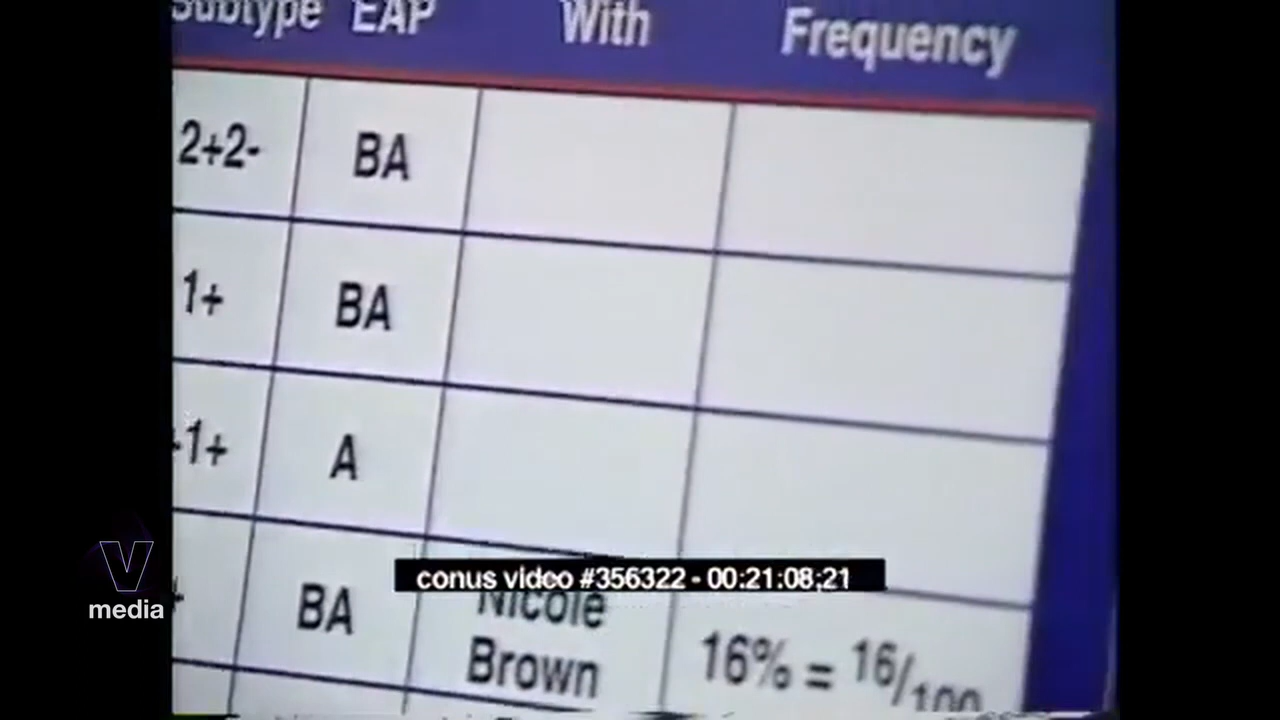 Subtype EAP With Frequency
2+2- BA
1+ BA
1+ A
BA Nicole Brown 16% = 16/100
conus video #356322 - 00:21:08;21
V
media